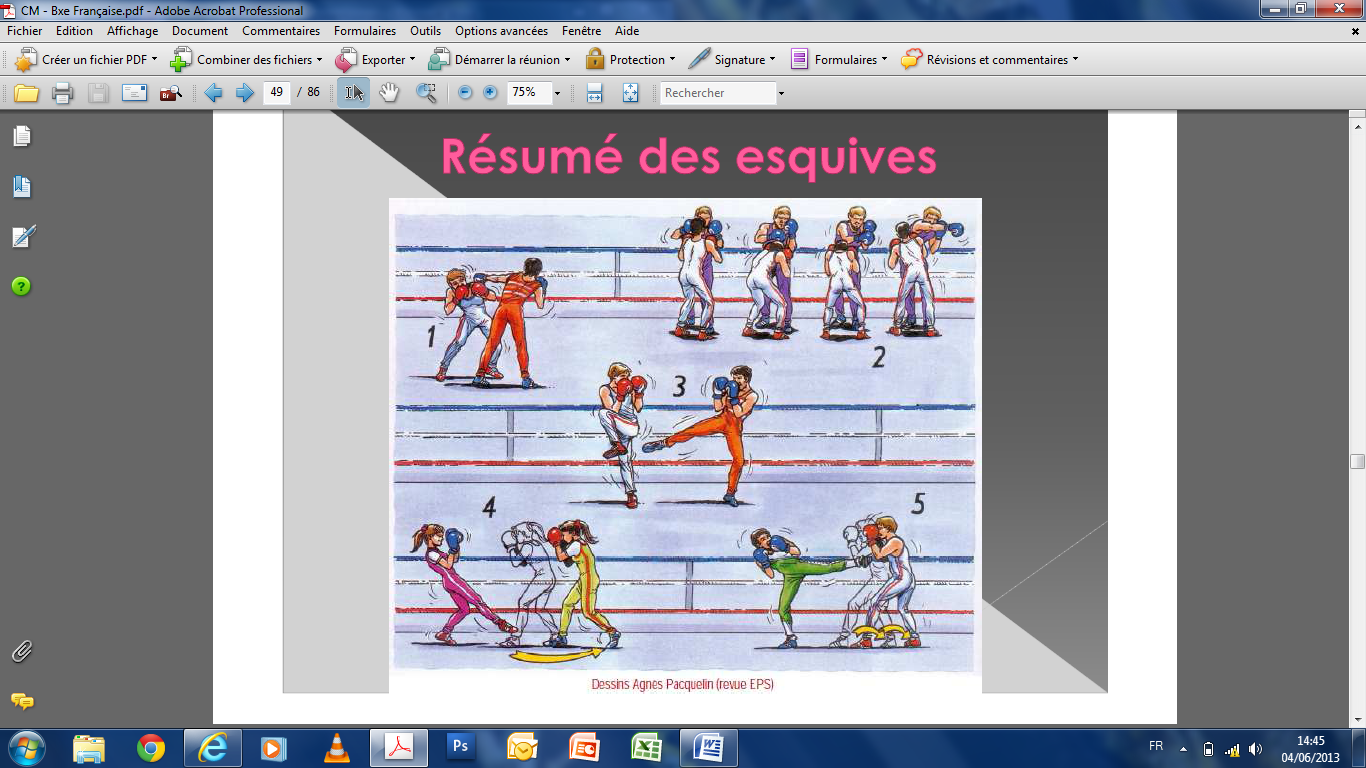 CM - Bxe Française.pdf - Adobe Acrobat Professional
Fichier Edition Affichage Document Commentaires Formulaires Outils Options avancées Fenêtre Aide
Créer un fichier PDF Combiner des fichiers Exporter Démarrer la réunion Protection Signature Formulaires Révisions et commentaires
Br 49 / 86 75% Rechercher
Résumé des esquives
1
2
3
4
5
Dessins Agnès Pacquelin (revue EPS)
Ps
FR
14:45
04/06/2013